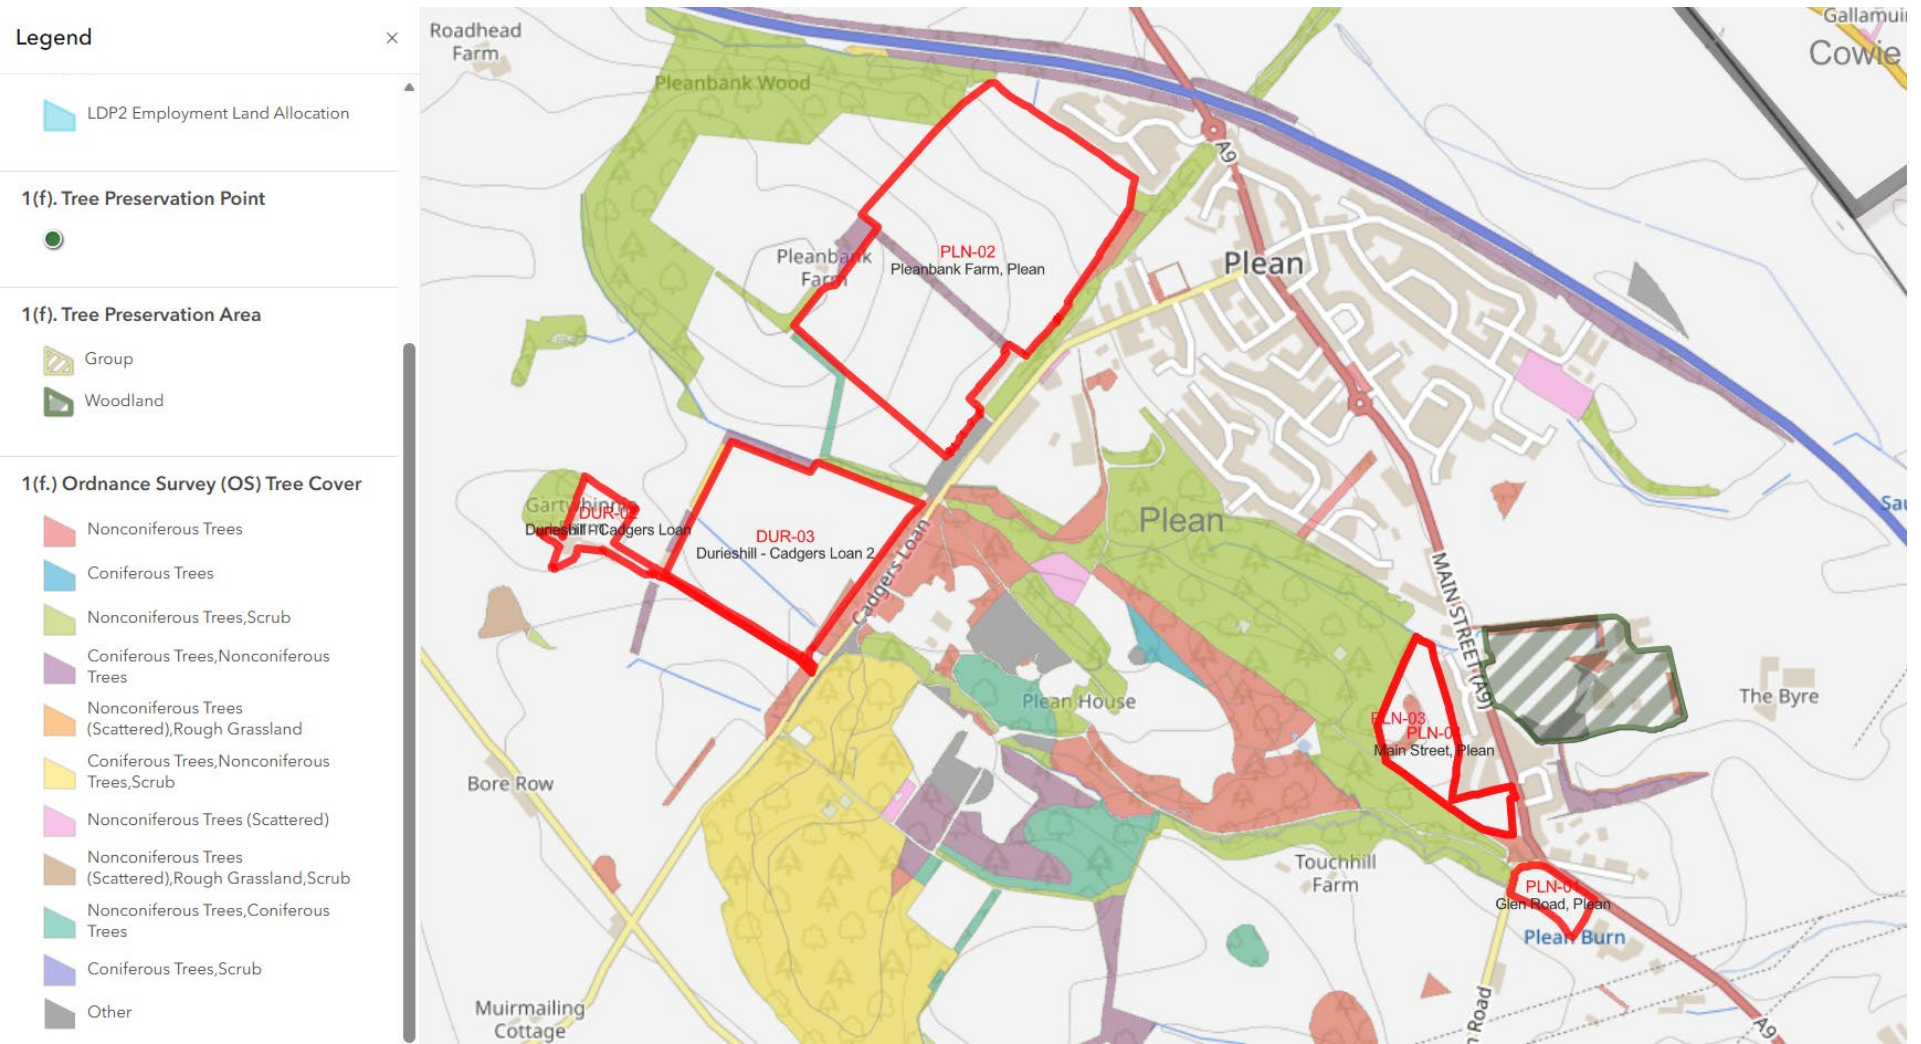 Legend
LDP2 Employment Land Allocation
1(f). Tree Preservation Point
1(f). Tree Preservation Area
Group
Woodland
1(f.) Ordnance Survey (OS) Tree Cover
Nonconiferous Trees
Coniferous Trees
Nonconiferous Trees,Scrub
Coniferous Trees,Nonconiferous
Trees
Nonconiferous Trees
(Scattered),Rough Grassland
Coniferous Trees,Nonconiferous
Trees,Scrub
Nonconiferous Trees (Scattered)
Nonconiferous Trees
(Scattered),Rough Grassland,Scrub
Nonconiferous Trees,Coniferous
Trees
Coniferous Trees,Scrub
Other
Roadhead
Farm
Pleanbank Wood
Cowie
A9
Pleanbank
Farm
PLN-02
Pleanbank Farm, Plean
Plean
DUR-02
DUR-03
Durieshill - Cadgers Loan 2
Cadgers Loan
Plean
MAIN STREET (A9)
Plean House
The Byre
PLN-03
Main Street, Plean
Bore Row
Touchhill
Farm
Glen Road, Plean
Plean Burn
Muirmailing
Cottage
Road
A9